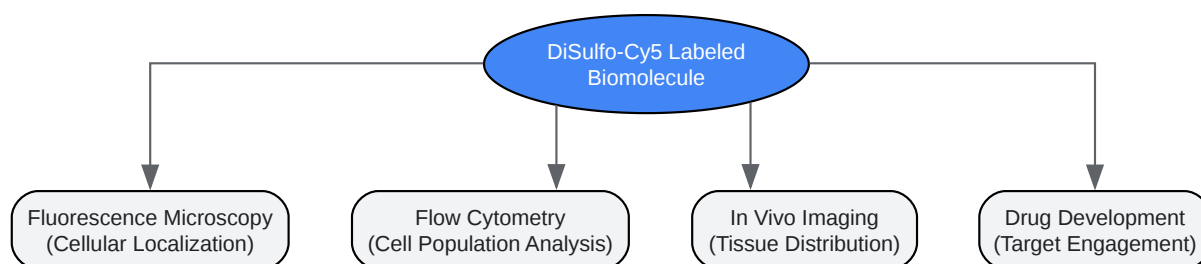 DiSulfo-Cy5 Labeled
Biomolecule
Fluorescence Microscopy
(Cellular Localization)
Flow Cytometry
(Cell Population Analysis)
In Vivo Imaging
(Tissue Distribution)
Drug Development
(Target Engagement)